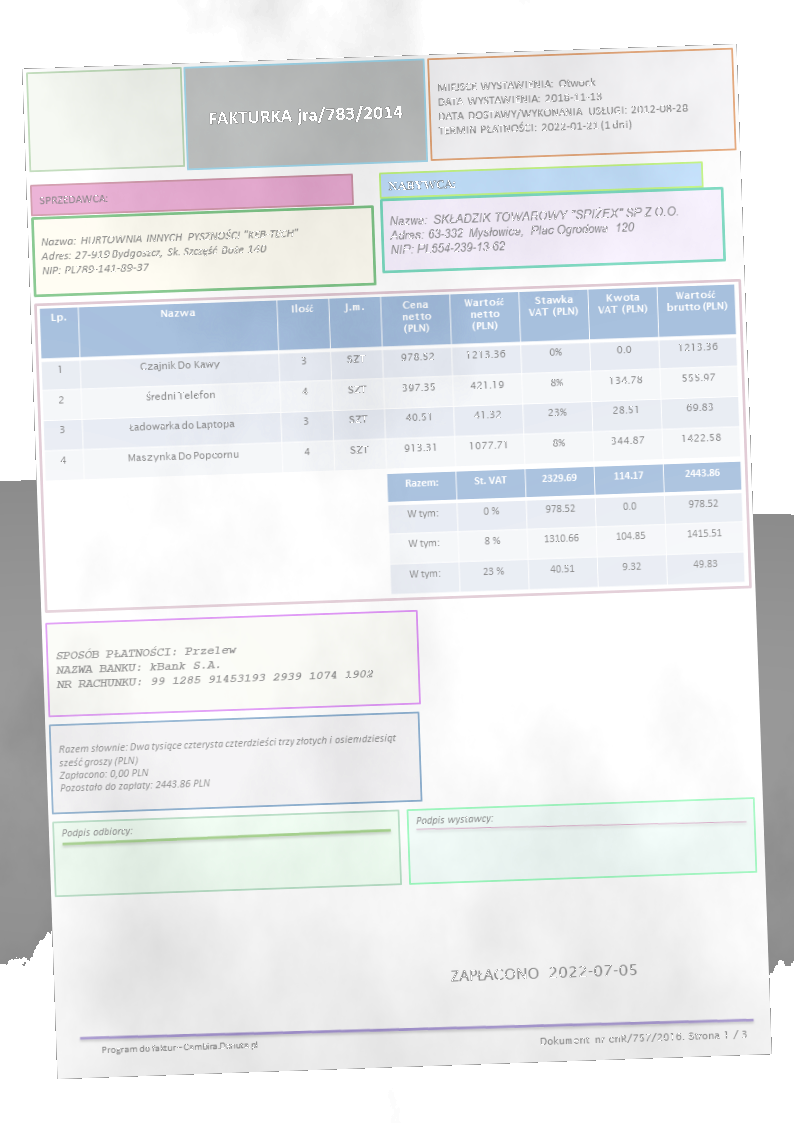 FAKTURKA jra/783/2014
MIEJSCE WYSTAWIENIA: Otwock
DATA WYSTAWIENIA: 2016-11-13
DATA DOSTAWY/WYKONANIA USŁUGI: 2012-08-28
TERMIN PŁATNOŚCI: 2022-01-21 (1 dni)
SPRZEDAWCA:
NABYWCA:
Nazwa: HURTOWNIA INNYCH PYSZNOŚCI
Adres: 27-919 Bydgoszcz, Sk. Szczęść Boże 160
NIP: PL789-141-89-37
Nazwa: SKŁADZIK TOWAROWY "SPIŻEX" SP Z O.O.
Adres: 63-332 Mysłowice, Plac Ogrodowa 120
NIP: PL554-239-13-62
Lp. Nazwa Ilość J.m. Cena netto (PLN) Wartość netto (PLN) Stawka VAT (PLN) Kwota VAT (PLN) Wartość brutto (PLN)
1 Czajnik Do Kawy 3 SZT 978.52 1213.36 0% 0.0 1213.36
2 Średni Telefon 4 SZT 397.35 421.19 8% 134.78 555.97
3 Ładowarka do Laptopa 3 SZT 40.51 41.32 23% 28.51 69.83
4 Maszynka Do Popcornu 4 SZT 913.31 1077.71 8% 344.87 1422.58
Razem: St. VAT 2329.69 114.17 2443.86
W tym: 0 % 978.52 0.0 978.52
W tym: 8 % 1310.66 104.85 1415.51
W tym: 23 % 40.51 9.32 49.83
SPOSÓB PŁATNOŚCI: Przelew
NAZWA BANKU: kBank S.A.
NR RACHUNKU: 99 1285 91453193 2939 1074 1902
Razem słownie: Dwa tysiące czterysta czterdzieści trzy złotych i osiemdziesiąt
sześć groszy (PLN)
Zapłacono: 0,00 PLN
Pozostało do zapłaty: 2443.86 PLN
Podpis odbiorcy:
Podpis wystawcy:
ZAPŁACONO 2022-07-05
Program do faktur
Dokument nr cnR/757/2016. Strona 1 / 3